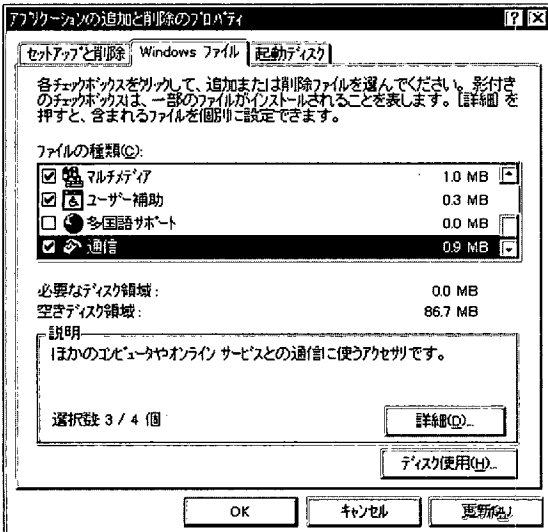 アプリケーションの追加と削除のプロパティ
セットアップと削除 Windows ファイル 起動ディスク
各チェックボックスをクリックして、追加または削除ファイルを選んでください。影付き
のチェックボックスは、一部のファイルがインストールされることを表します。[詳細] を
押すと、含まれるファイルを個別に設定できます。
ファイルの種類(C):
マルチメディア 1.0 MB
ユーザー補助 0.3 MB
多国語サポート 0.0 MB
通信 0.9 MB
必要なディスク領域: 0.0 MB
空きディスク領域: 86.7 MB
説明
ほかのコンピュータやオンライン サービスとの通信に使うアクセサリです。
選択数: 3 / 4 個
詳細(D)...
ディスク使用(H)...
OK キャンセル 更新(A)